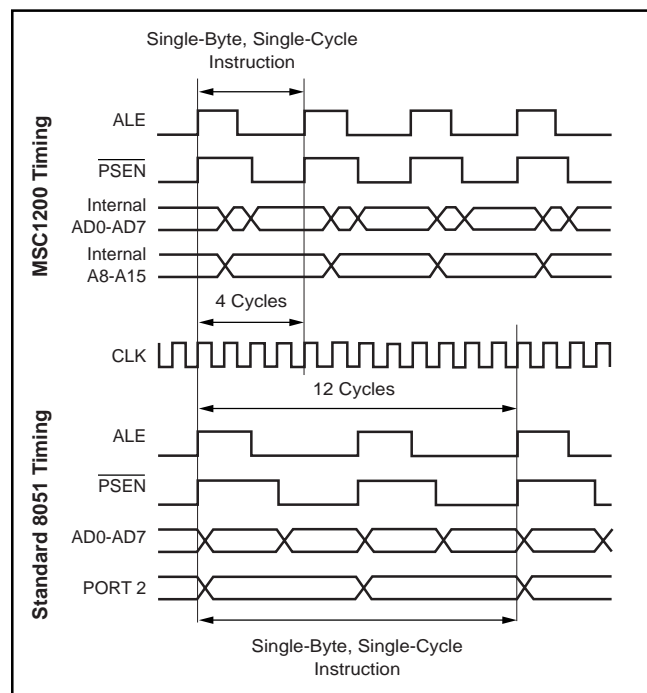 Single-Byte, Single-Cycle
Instruction
MSC1200 Timing
ALE
PSEN
Internal
AD0-AD7
Internal
A8-A15
4 Cycles
CLK
12 Cycles
Standard 8051 Timing
ALE
PSEN
AD0-AD7
PORT 2
Single-Byte, Single-Cycle
Instruction